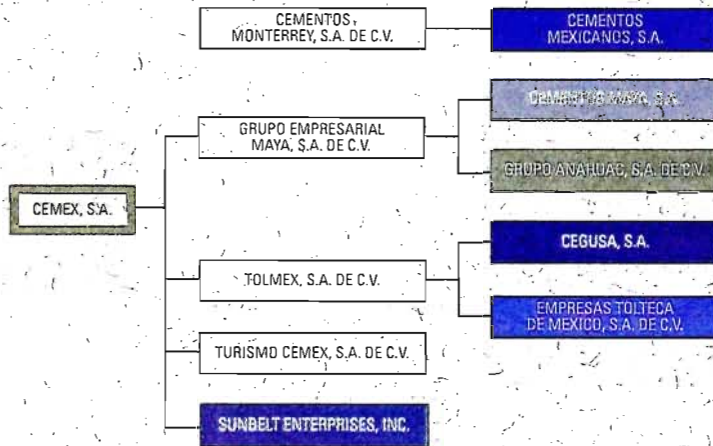 CEMENTOS
MONTERREY, S.A. DE C.V.
CEMENTOS
MEXICANOS, S.A.
GRUPO EMPRESARIAL
MAYA, S.A. DE C.V.
CEMENTOS MAYA, S.A.
GRUPO ANAHUAC, S.A. DE C.V.
CEMEX, S.A.
TOLMEX, S.A. DE C.V.
CEGUSA, S.A.
EMPRESAS TOLTECA
DE MEXICO, S.A. DE C.V.
TURISMO CEMEX, S.A. DE C.V.
SUNBELT ENTERPRISES, INC.